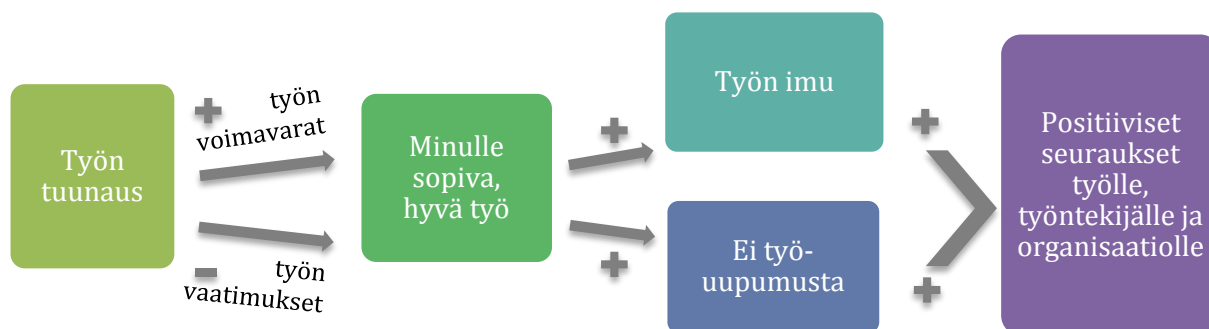 Työn
tuunaus
+
työn
voimavarat
-
työn
vaatimukset
Minulle
sopiva,
hyvä työ
+
+
Työn imu
Ei työ-
uupumusta
+
+
Positiiviset
seuraukset
työlle,
työntekijälle ja
organisaatiolle